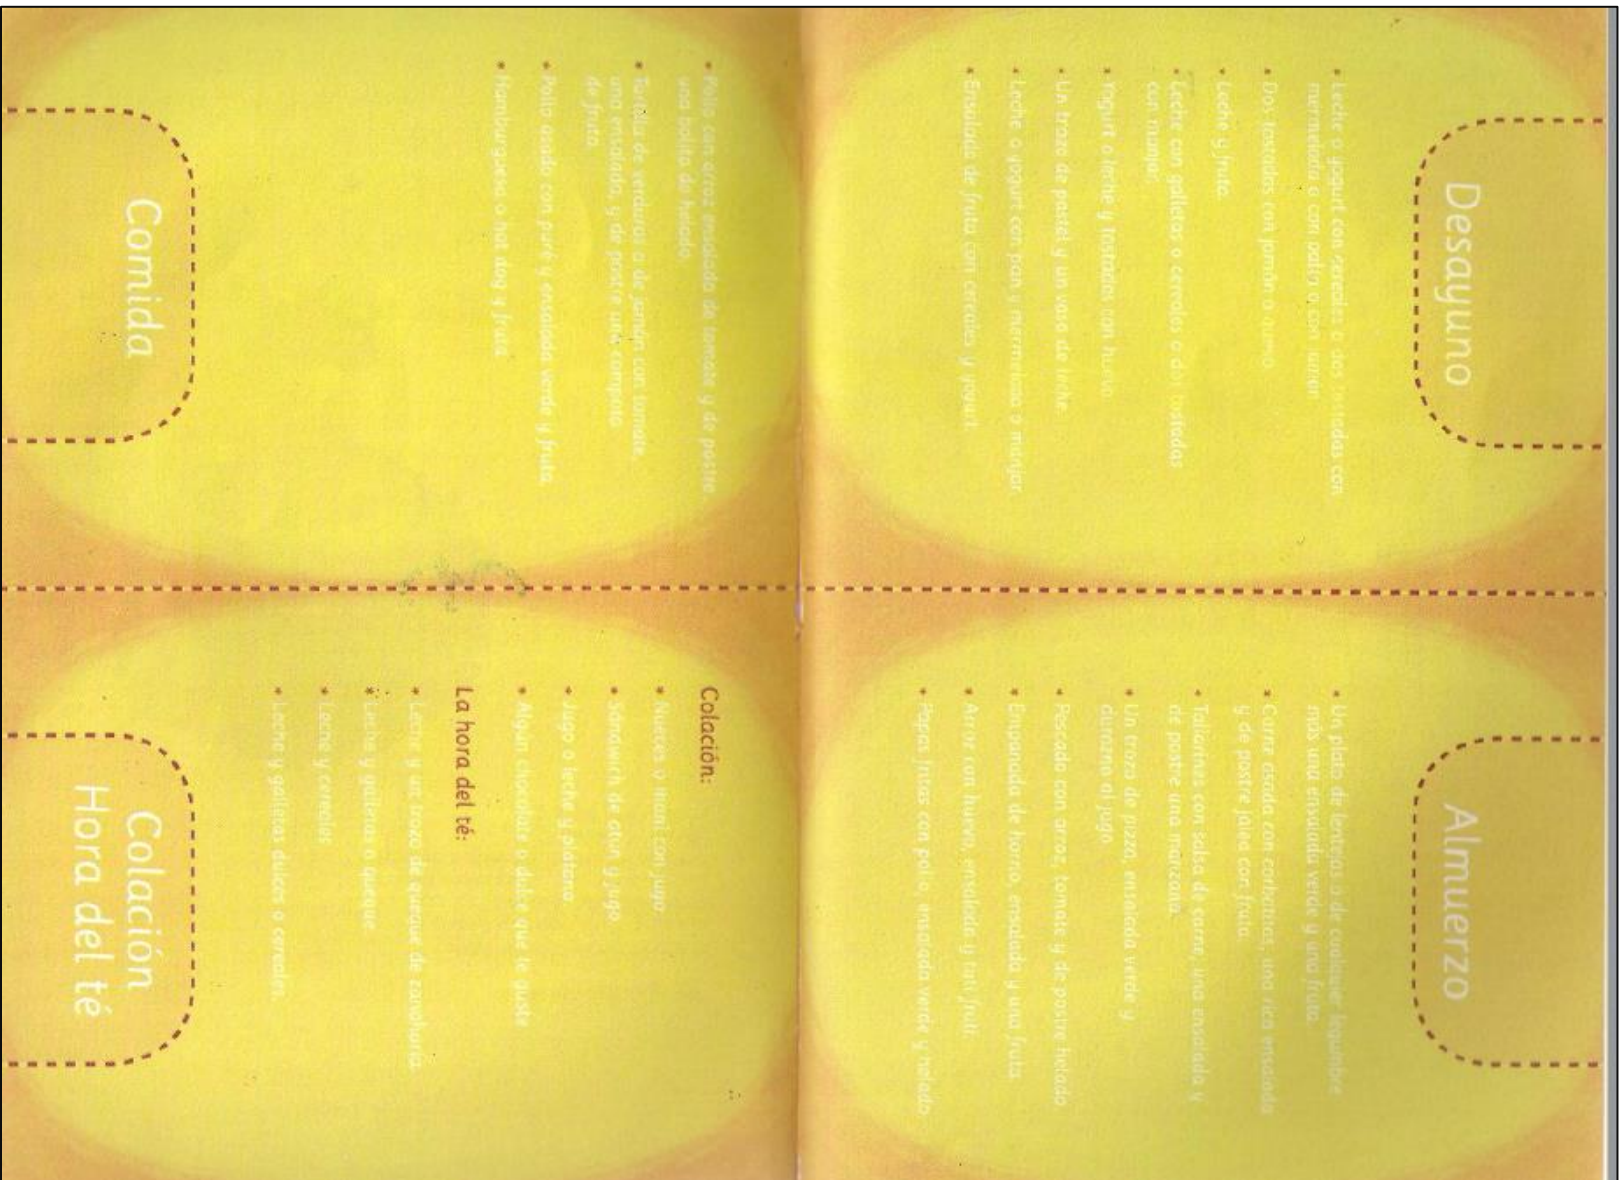 Desayuno
* Leche o yogurt con cereales o dos tostadas con
mermelada o con palta o con jamón
* Dos tostadas con jamón o queso
* Leche y fruta.
* Leche con galletas o cereales o dos tostadas
con manjar.
* Yogurt o leche y tostadas con huevo
* Un trozo de pastel y un vaso de leche.
* Leche o yogurt con pan y mermelada o manjar
* Ensalada de fruta con cereales y yogurt
Almuerzo
* Un plato de lentejas o de cualquier legumbre
más una ensalada verde y una fruta.
* Carne asada con corbatitas, una rica ensalada
y de postre jalea con fruta.
* Tallarines con salsa de carne, una ensalada y
de postre una manzana.
* Un trozo de pizza, ensalada verde y
durazno al jugo
* Pescado con arroz, tomate y de postre helado
* Empanada de horno, ensalada y una fruta
* Arroz con huevo, ensalada y tuti fruti.
* Papas fritas con pollo, ensalada verde y helado
Comida
* Pollo con arroz ensalada de tomate y de postre
una bolita de helado.
* Tortilla de verduras o de jamón con tomate,
una ensalada, y de postre una compota
de fruta.
* Pollo asado con puré y ensalada verde y fruta
* Hamburguesa o hot dog y fruta
Colación
Hora del té
Colación:
* Nueces o maní con jugo
* Sándwich de atún y jugo
* Jugo o leche y plátano
* Algún chocolate o dulce que te guste
La hora del té:
* Leche y un trozo de queque de zanahoria
* Leche y galletas o queque
* Leche y cereales
* Leche y galletas dulces o cereales.